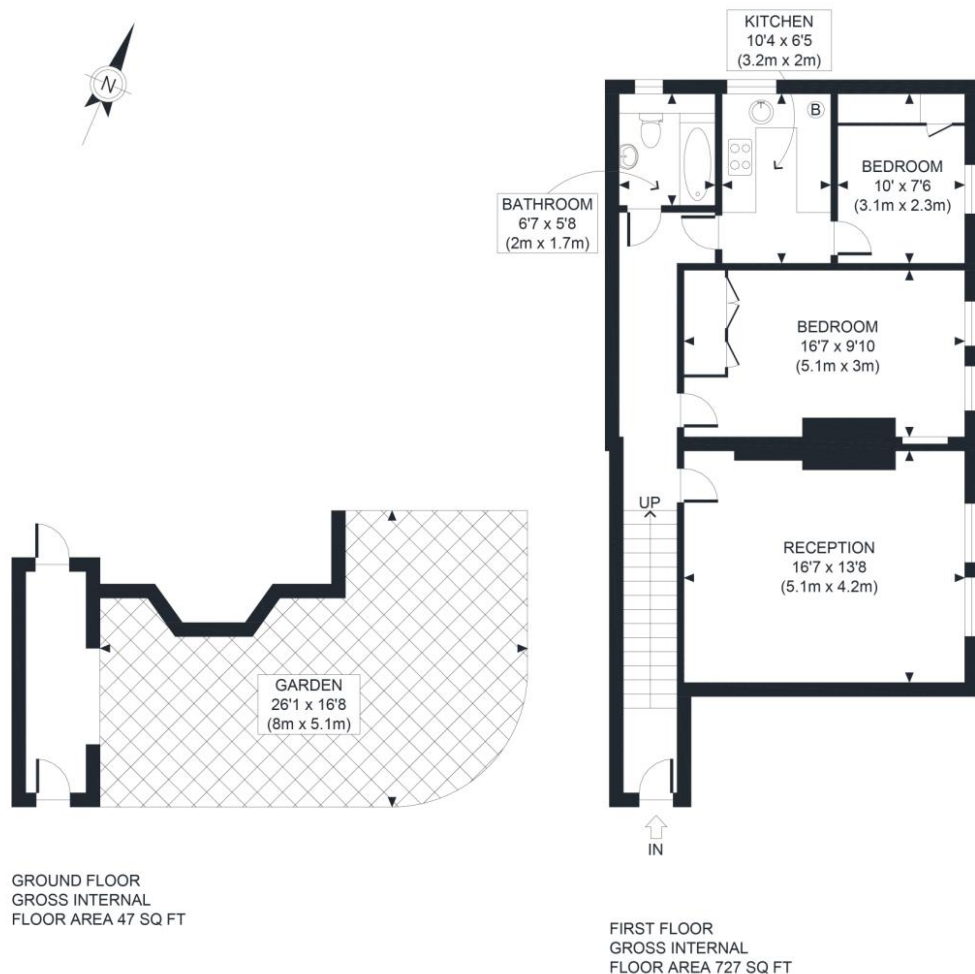 N
KITCHEN
10'4 x 6'5
(3.2m x 2m)
B
BATHROOM
6'7 x 5'8
(2m x 1.7m)
BEDROOM
10' x 7'6
(3.1m x 2.3m)
BEDROOM
16'7 x 9'10
(5.1m x 3m)
UP
RECEPTION
16'7 x 13'8
(5.1m x 4.2m)
IN
GARDEN
26'1 x 16'8
(8m x 5.1m)
GROUND FLOOR
GROSS INTERNAL
FLOOR AREA 47 SQ FT
FIRST FLOOR
GROSS INTERNAL
FLOOR AREA 727 SQ FT